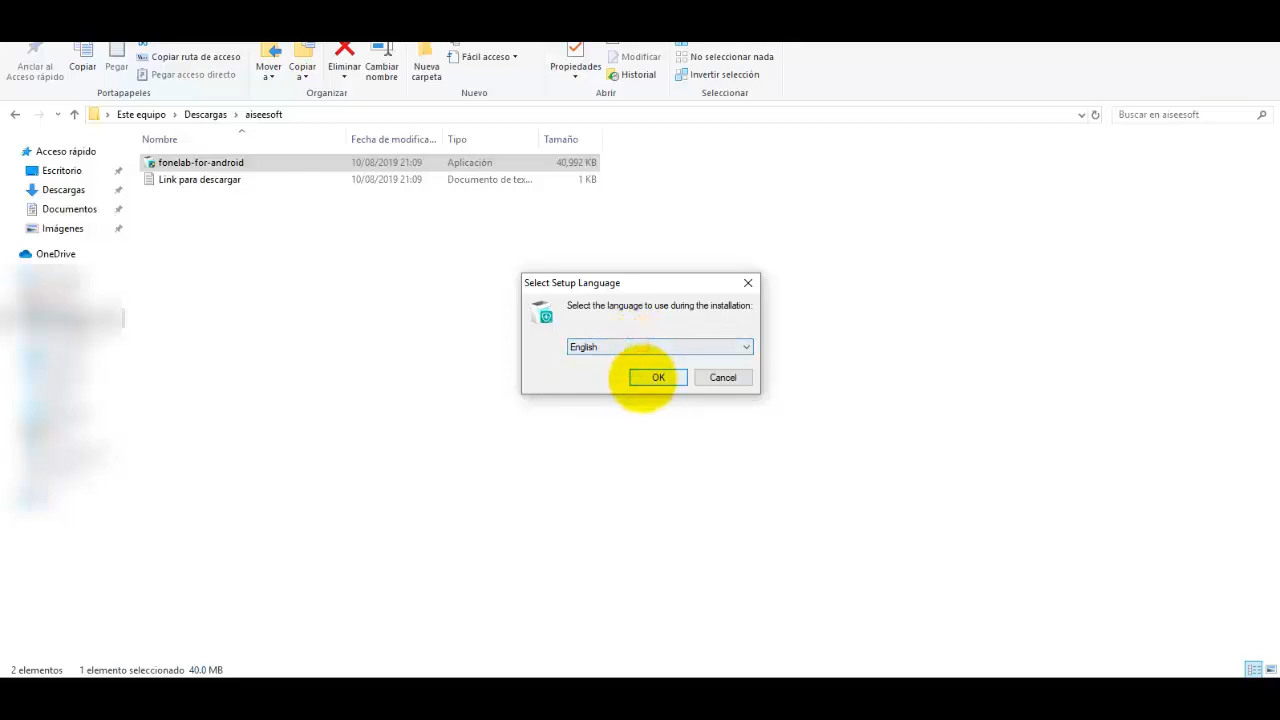 Anclar al
Acceso rápido
Copiar
Pegar
Copiar ruta de acceso
Pegar acceso directo
Portapapeles
Mover
a
Copiar
a
Eliminar
Cambiar
nombre
Organizar
Nueva
carpeta
Fácil acceso
Nuevo
Propiedades
Modificar
Historial
Abrir
No seleccionar nada
Invertir selección
Seleccionar
Este equipo > Descargas > aiseesoft
Buscar en aiseesoft
Nombre Fecha de modifica... Tipo Tamaño
fonelab-for-android 10/08/2019 21:09 Aplicación 40,992 KB
Link para descargar 10/08/2019 21:09 Documento de tex... 1 KB
Acceso rápido
Escritorio
Descargas
Documentos
Imágenes
OneDrive
Select Setup Language
Select the language to use during the installation:
English
OK Cancel
2 elementos 1 elemento seleccionado 40.0 MB